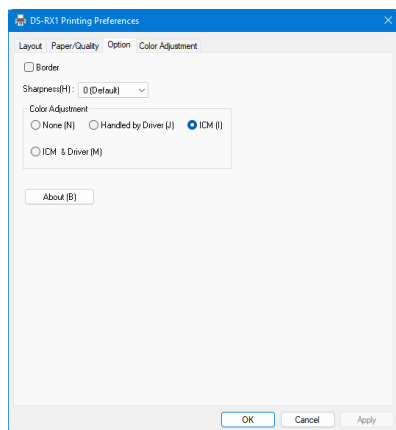 DS-RX1 Printing Preferences
Layout Paper/Quality Option Color Adjustment
Border
Sharpness(H) : 0 (Default)
Color Adjustment
None (N) Handled by Driver (J) ICM (I)
ICM & Driver (M)
About (B)
OK Cancel Apply